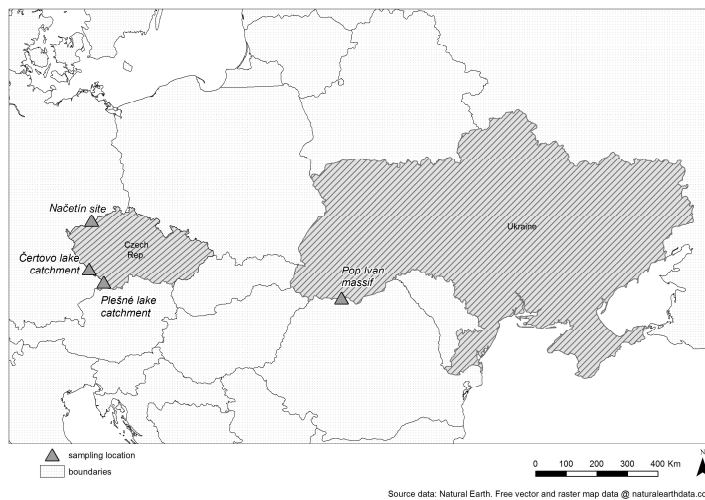 Načetín site
Czech
Rep.
Čertovo lake
catchment
Plešné lake
catchment
Ukraine
Pop Ivan
massif
sampling location
boundaries
0 100 200 300 400 Km
N
Source data: Natural Earth. Free vector and raster map data @ naturalearthdata.co